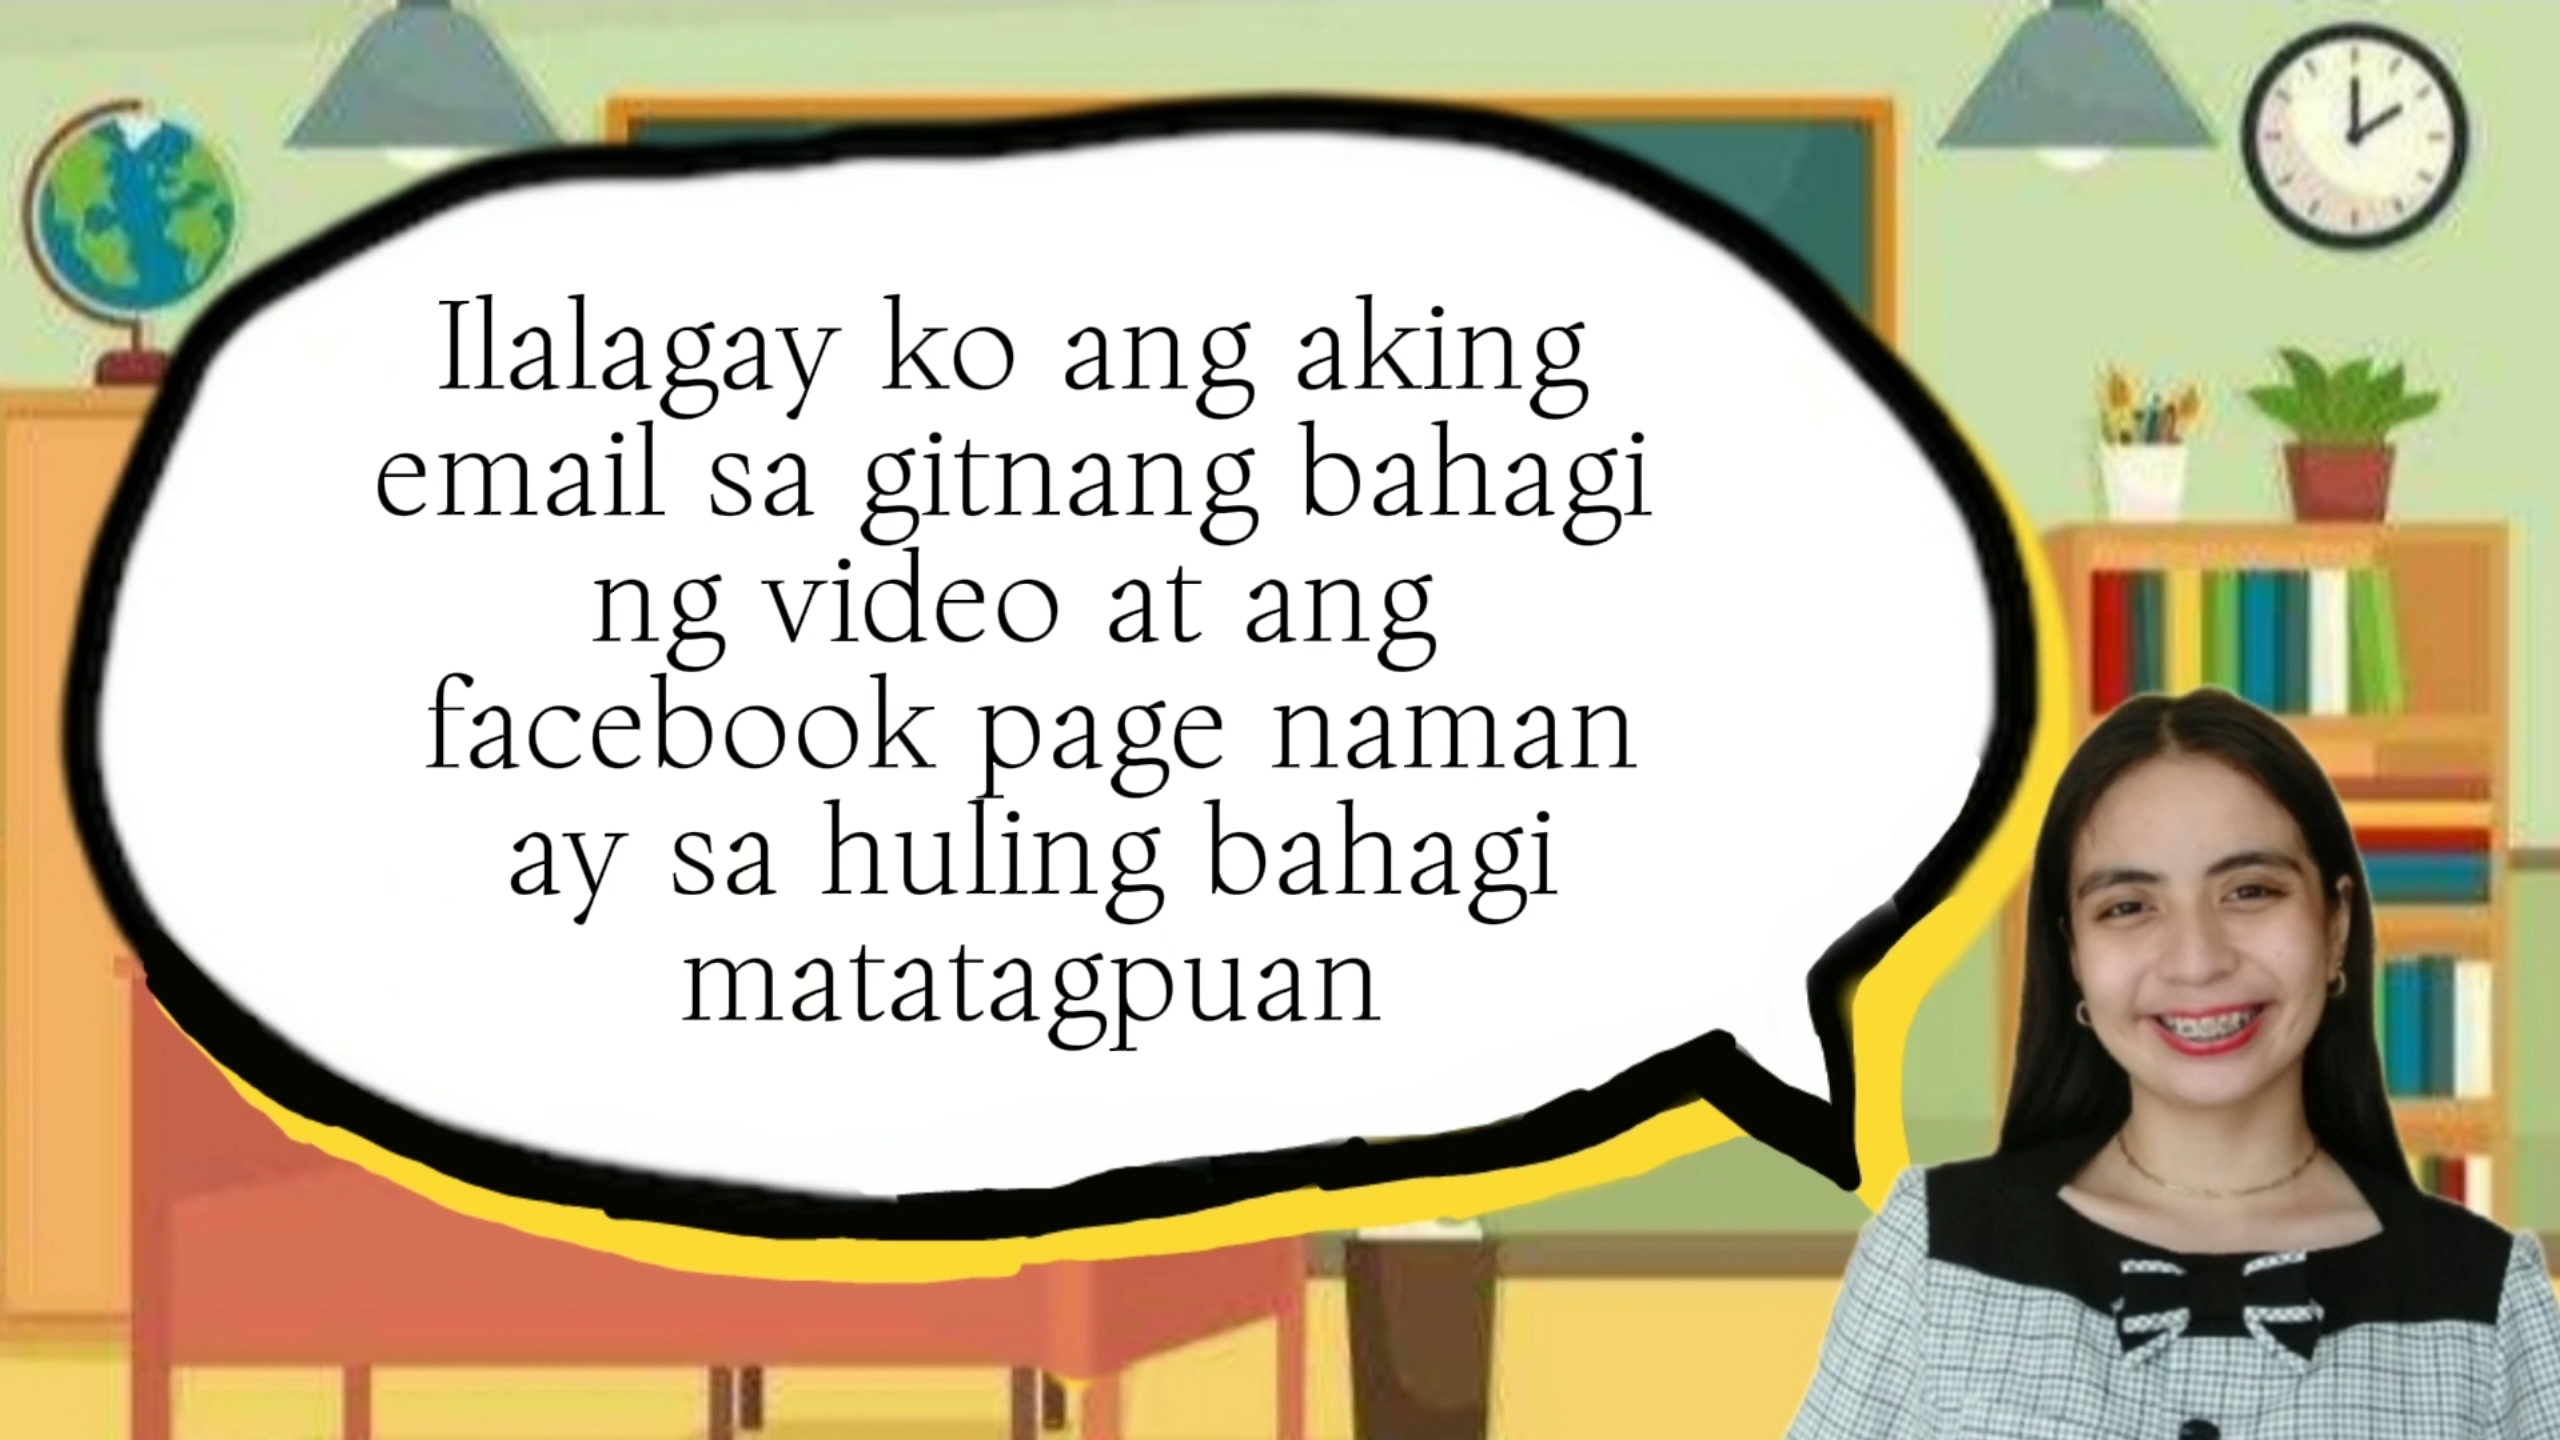 Ilalagay ko ang aking
email sa gitnang bahagi
ng video at ang
facebook page naman
ay sa huling bahagi
matatagpuan